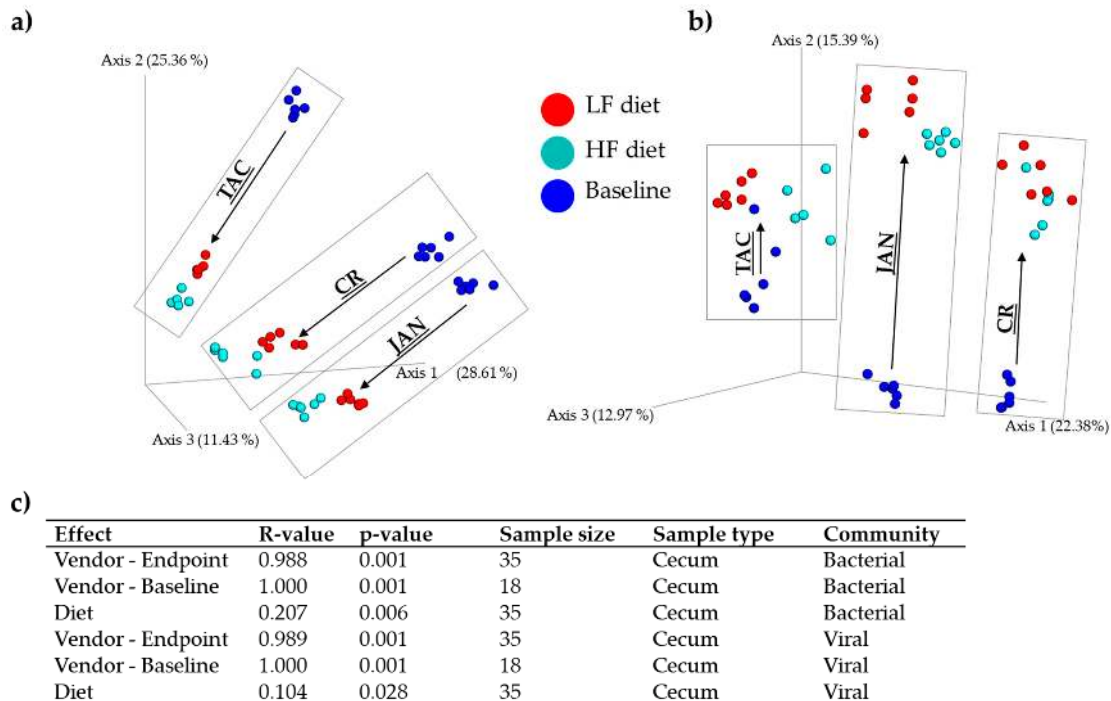 a)
b)
Axis 2 (25.36 %)
Axis 2 (15.39 %)
LF diet
HF diet
Baseline
TAC
CR
JAN
Axis 1 (28.61%)
Axis 3 (11.43 %)
TAC
JAN
CR
Axis 3 (12.97 %)
Axis 1 (22.38%)
c)
Effect R-value p-value Sample size Sample type Community
Vendor - Endpoint 0.988 0.001 35 Cecum Bacterial
Vendor - Baseline 1.000 0.001 18 Cecum Bacterial
Diet 0.207 0.006 35 Cecum Bacterial
Vendor - Endpoint 0.989 0.001 35 Cecum Viral
Vendor - Baseline 1.000 0.001 18 Cecum Viral
Diet 0.104 0.028 35 Cecum Viral